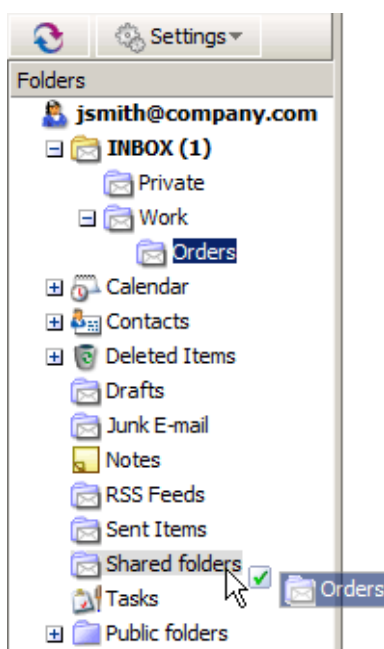 Settings
Folders
jsmith@company.com
INBOX (1)
Private
Work
Orders
Calendar
Contacts
Deleted Items
Drafts
Junk E-mail
Notes
RSS Feeds
Sent Items
Shared folders
Orders
Tasks
Public folders